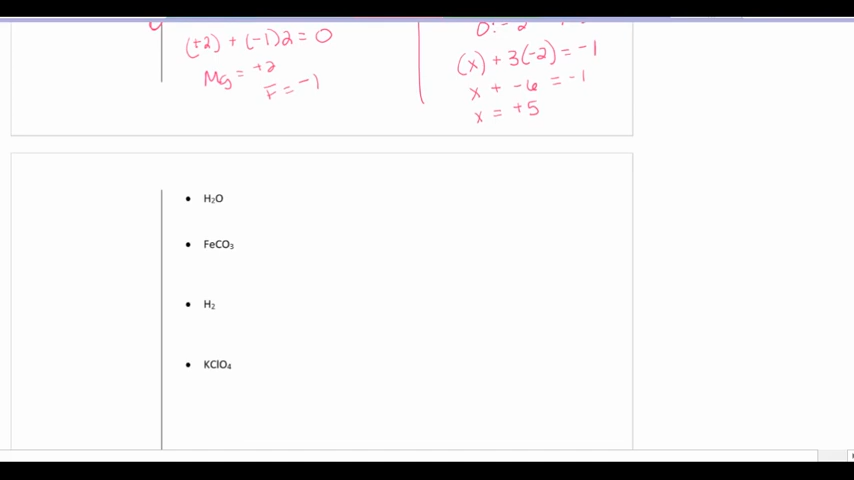 (+2) + (-1)2 = 0
Mg = +2
F = -1
(x) + 3(-2) = -1
x + -6 = -1
x = +5
• H₂O
• FeCO₃
• H₂
• KClO₄